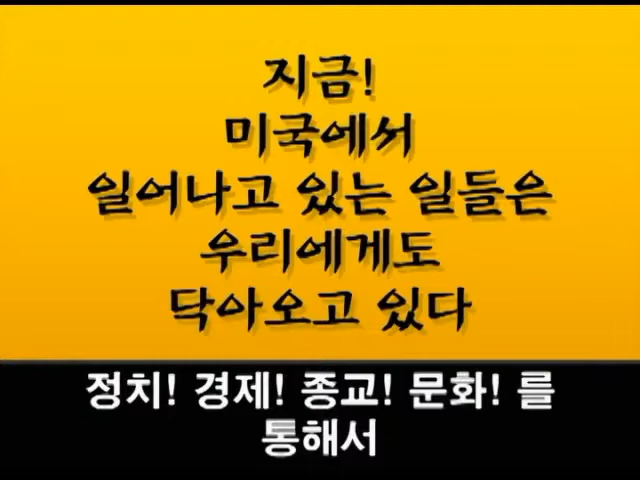 지금!
미국에서
일어나고 있는 일들은
우리에게도
닥아오고 있다
정치! 경제! 종교! 문화! 를
통해서